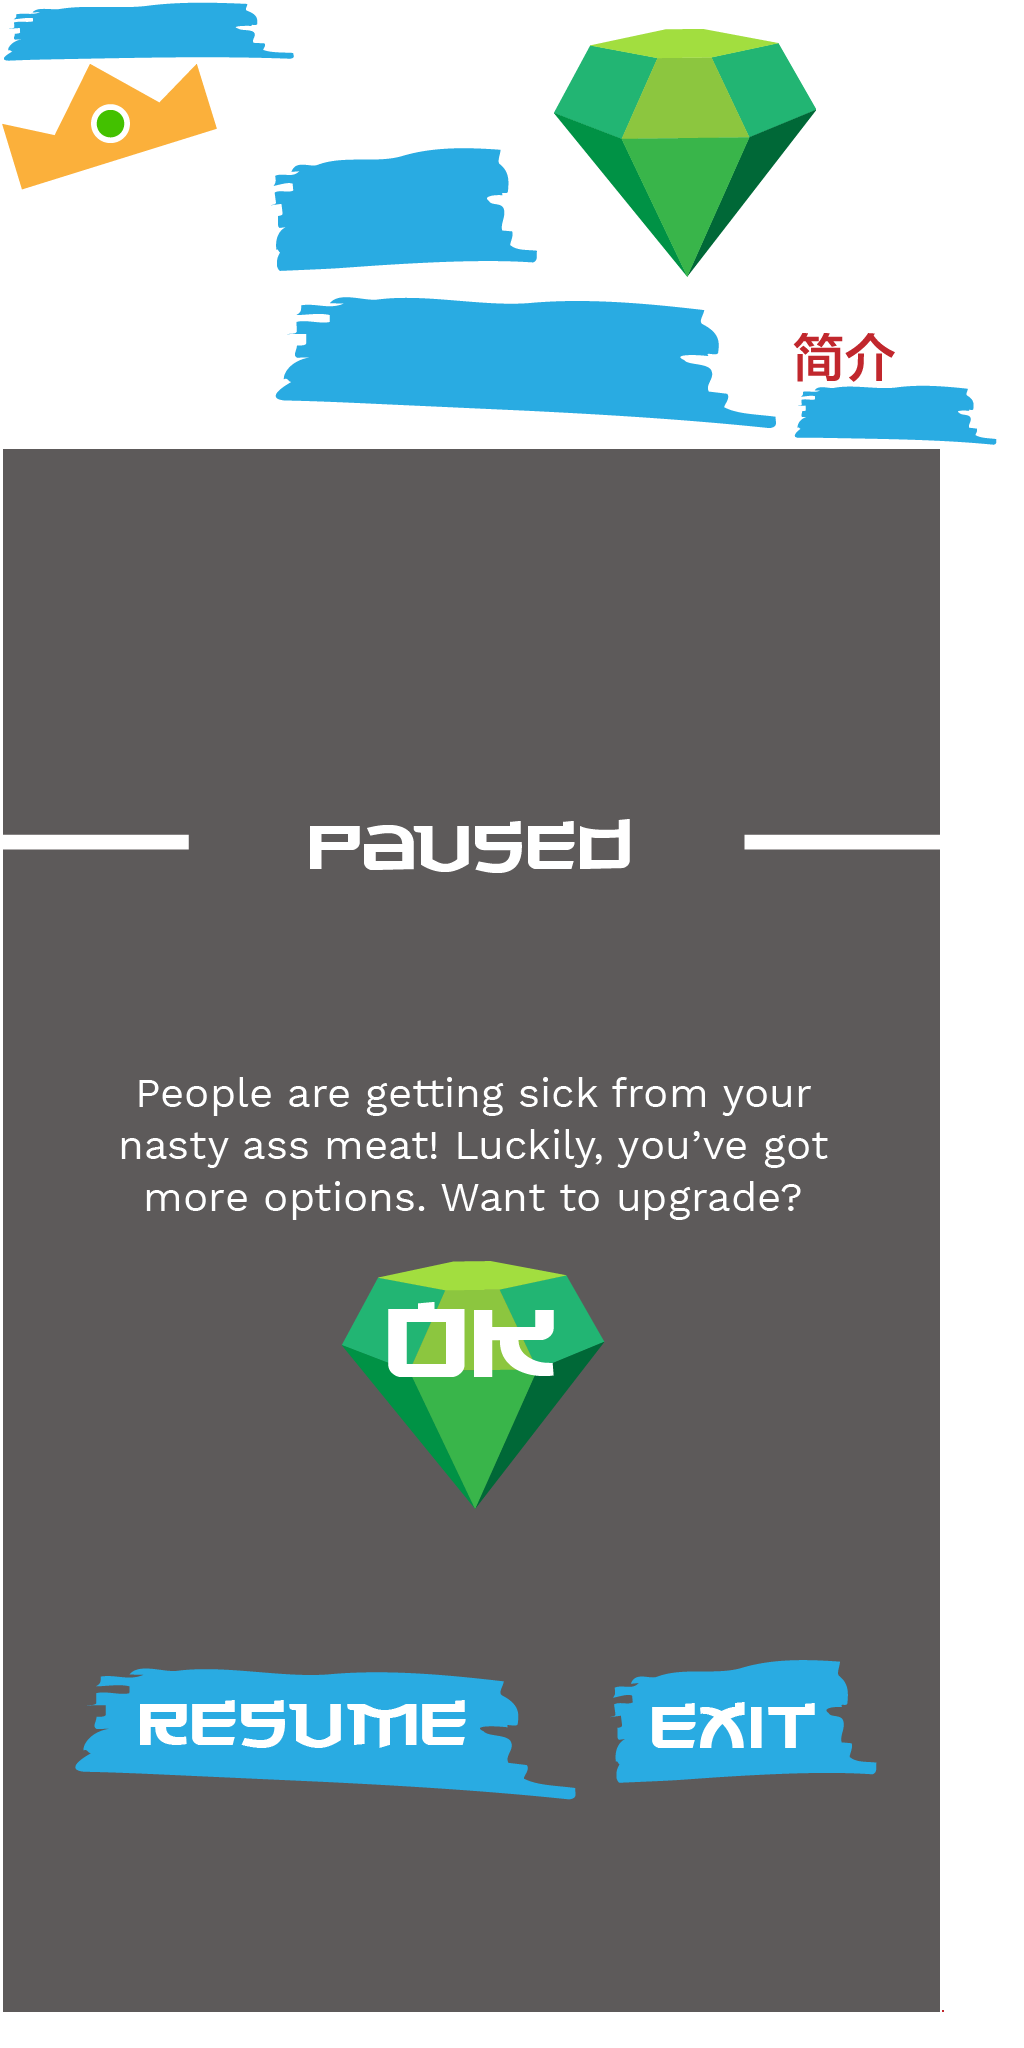 简介
PAUSED
People are getting sick from your
nasty ass meat! Luckily, you’ve got
more options. Want to upgrade?
OK
RESUME EXIT